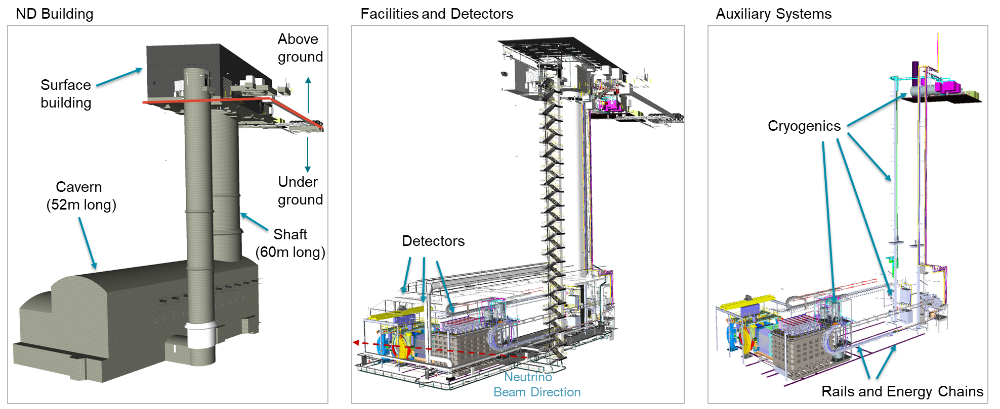 ND Building
Above
ground
Surface
building
Under
ground
Cavern
(52m long)
Shaft
(60m long)
Facilities and Detectors
Detectors
Neutrino
Beam Direction
Auxiliary Systems
Cryogenics
Rails and Energy Chains